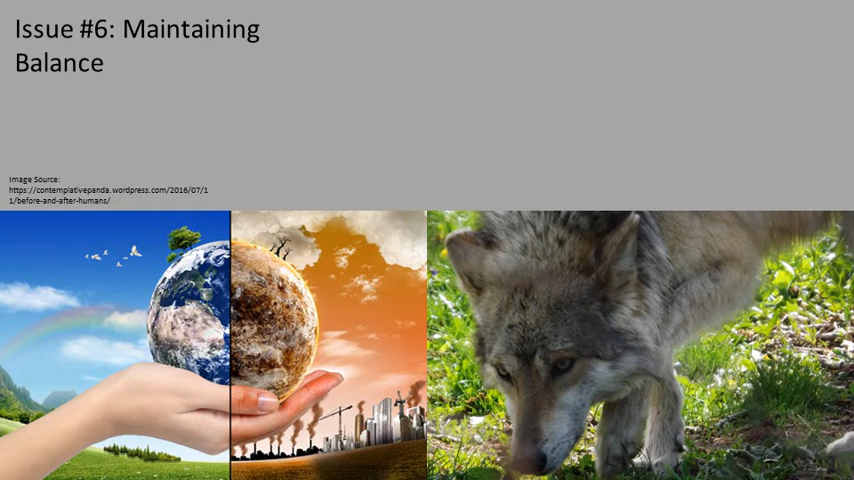 Issue #6: Maintaining
Balance
Image Source:
https://contemplativepanda.wordpress.com/2016/07/1
1/before-and-after-humans/